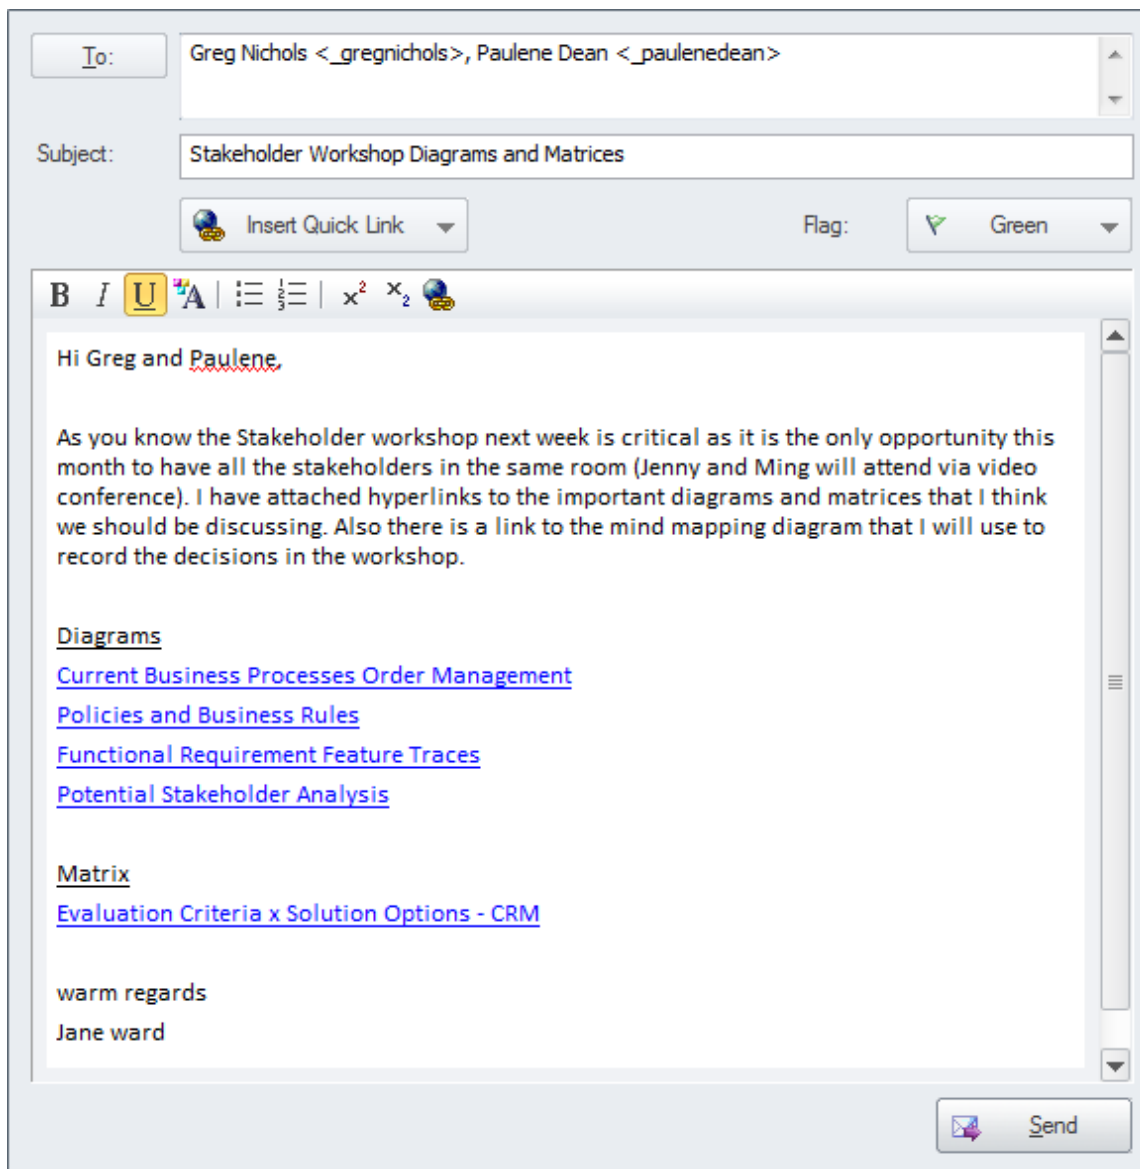 To:
Greg Nichols <_gregnichols>, Paulene Dean <_paulenedean>
Subject:
Stakeholder Workshop Diagrams and Matrices
Insert Quick Link
Flag:
Green
B I U A x² x₂
Hi Greg and Paulene,
As you know the Stakeholder workshop next week is critical as it is the only opportunity this
month to have all the stakeholders in the same room (Jenny and Ming will attend via video
conference). I have attached hyperlinks to the important diagrams and matrices that I think
we should be discussing. Also there is a link to the mind mapping diagram that I will use to
record the decisions in the workshop.
Diagrams
Current Business Processes Order Management
Policies and Business Rules
Functional Requirement Feature Traces
Potential Stakeholder Analysis
Matrix
Evaluation Criteria x Solution Options - CRM
warm regards
Jane ward
Send